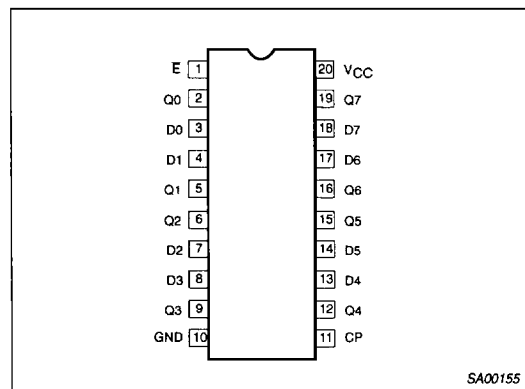 E̅ 1 20 VCC
Q0 2 19 Q7
D0 3 18 D7
D1 4 17 D6
Q1 5 16 Q6
Q2 6 15 Q5
D2 7 14 D5
D3 8 13 D4
Q3 9 12 Q4
GND 10 11 CP
SA00155